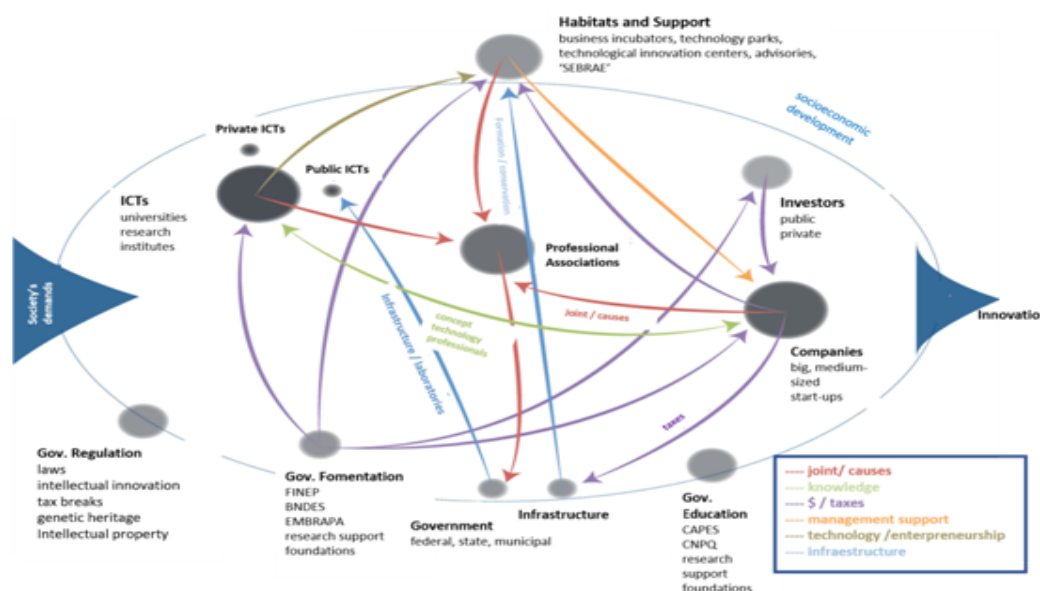 Habitats and Support
business incubators, technology parks,
technological innovation centers, advisories,
'SEBRAE'
socioeconomic
development
Private ICTs
Public ICTs
Formation / conservation
ICTs
universities
research
institutes
Investors
public
private
Professional
Associations
Society's
demands
Joint / causes
concept
technology
professionals
Infrastructure / laboratories
Innovatio
Companies
big, medium-
sized
start-ups
taxes
Gov. Regulation
laws
intellectual innovation
tax breaks
genetic heritage
Intellectual property
Gov. Fomentation
FINEP
BNDES
EMBRAPA
research support
foundations
Government
federal, state, municipal
Infrastructure
Gov.
Education
CAPES
CNPQ
research
support
foundations
---- joint/ causes
---- knowledge
---- $ / taxes
---- management support
---- technology /enterpreneurship
---- infraestructure